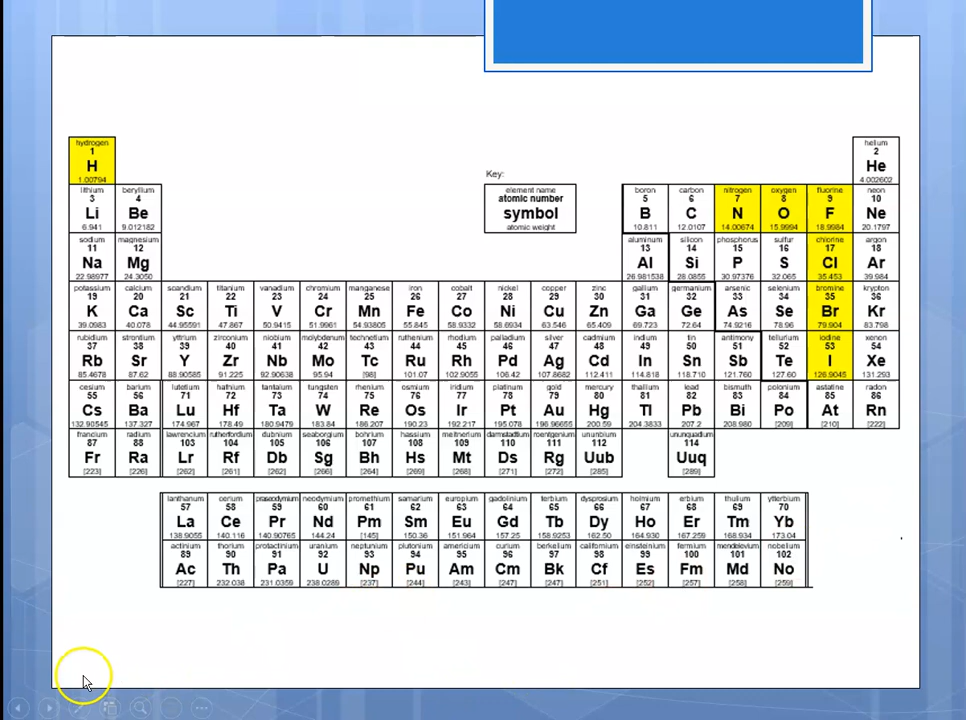 hydrogen helium
1 2
H He
1.00794 Key: 4.002602
lithium beryllium element name boron carbon nitrogen oxygen fluorine neon
3 4 atomic number 5 6 7 8 9 10
Li Be symbol B C N O F Ne
6.941 9.012182 atomic weight 10.811 12.0107 14.00674 15.9994 18.9984 20.1797
sodium magnesium aluminum silicon phosphorus sulfur chlorine argon
11 12 13 14 15 16 17 18
Na Mg Al Si P S Cl Ar
22.98977 24.3050 26.981538 28.0855 30.97376 32.065 35.453 39.984
potassium calcium scandium titanium vanadium chromium manganese iron cobalt nickel copper zinc gallium germanium arsenic selenium bromine krypton
19 20 21 22 23 24 25 26 27 28 29 30 31 32 33 34 35 36
K Ca Sc Ti V Cr Mn Fe Co Ni Cu Zn Ga Ge As Se Br Kr
39.0983 40.078 44.95591 47.867 50.9415 51.9961 54.93805 55.845 58.9332 58.6934 63.546 65.409 69.723 72.64 74.9216 78.96 79.904 83.798
rubidium strontium yttrium zirconium niobium molybdenum technetium ruthenium rhodium palladium silver cadmium indium tin antimony tellurium iodine xenon
37 38 39 40 41 42 43 44 45 46 47 48 49 50 51 52 53 54
Rb Sr Y Zr Nb Mo Tc Ru Rh Pd Ag Cd In Sn Sb Te I Xe
85.4678 87.62 88.90585 91.225 92.90638 95.94 [98] 101.07 102.9055 106.42 107.8682 112.411 114.818 118.710 121.760 127.60 126.9045 131.293
cesium barium lutetium hafnium tantalum tungsten rhenium osmium iridium platinum gold mercury thallium lead bismuth polonium astatine radon
55 56 71 72 73 74 75 76 77 78 79 80 81 82 83 84 85 86
Cs Ba Lu Hf Ta W Re Os Ir Pt Au Hg Tl Pb Bi Po At Rn
132.90545 137.327 174.967 178.49 180.9479 183.84 186.207 190.23 192.217 195.078 196.96655 200.59 204.3833 207.2 208.980 [209] [210] [222]
francium radium lawrencium rutherfordium dubnium seaborgium bohrium hassium meitnerium darmstadtium roentgenium ununbium ununquadium
87 88 103 104 105 106 107 108 109 110 111 112 114
Fr Ra Lr Rf Db Sg Bh Hs Mt Ds Rg Uub Uuq
[223] [226] [262] [261] [262] [266] [264] [269] [268] [271] [272] [285] [289]
lanthanum cerium praseodymium neodymium promethium samarium europium gadolinium terbium dysprosium holmium erbium thulium ytterbium
57 58 59 60 61 62 63 64 65 66 67 68 69 70
La Ce Pr Nd Pm Sm Eu Gd Tb Dy Ho Er Tm Yb
138.9055 140.116 140.90765 144.24 [145] 150.36 151.964 157.25 158.9253 162.50 164.930 167.259 168.934 173.04
actinium thorium protactinium uranium neptunium plutonium americium curium berkelium californium einsteinium fermium mendelevium nobelium
89 90 91 92 93 94 95 96 97 98 99 100 101 102
Ac Th Pa U Np Pu Am Cm Bk Cf Es Fm Md No
[227] 232.038 231.0359 238.0289 [237] [244] [243] [247] [247] [251] [252] [257] [258] [259]